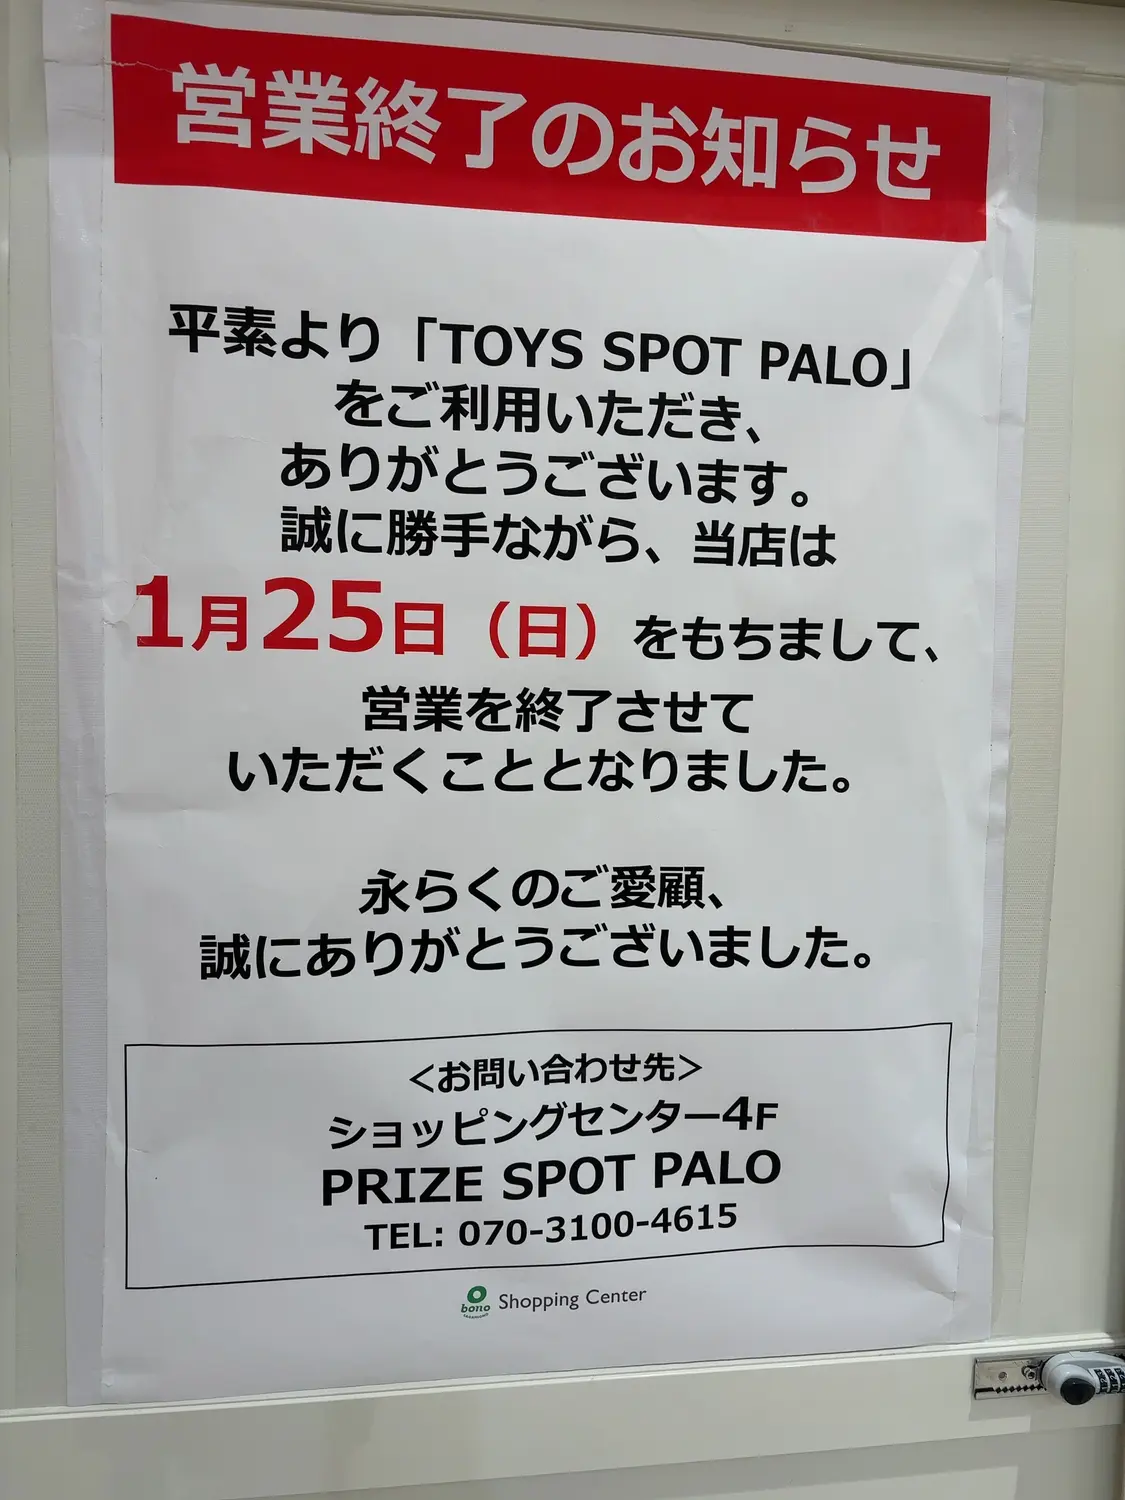 営業終了のお知らせ
平素より「TOYS SPOT PALO」
をご利用いただき、
ありがとうございます。
誠に勝手ながら、当店は
1月25日（日）をもちまして、
営業を終了させて
いただくこととなりました。
永らくのご愛顧、
誠にありがとうございました。
＜お問い合わせ先＞
ショッピングセンター4F
PRIZE SPOT PALO
TEL: 070-3100-4615
bono Shopping Center